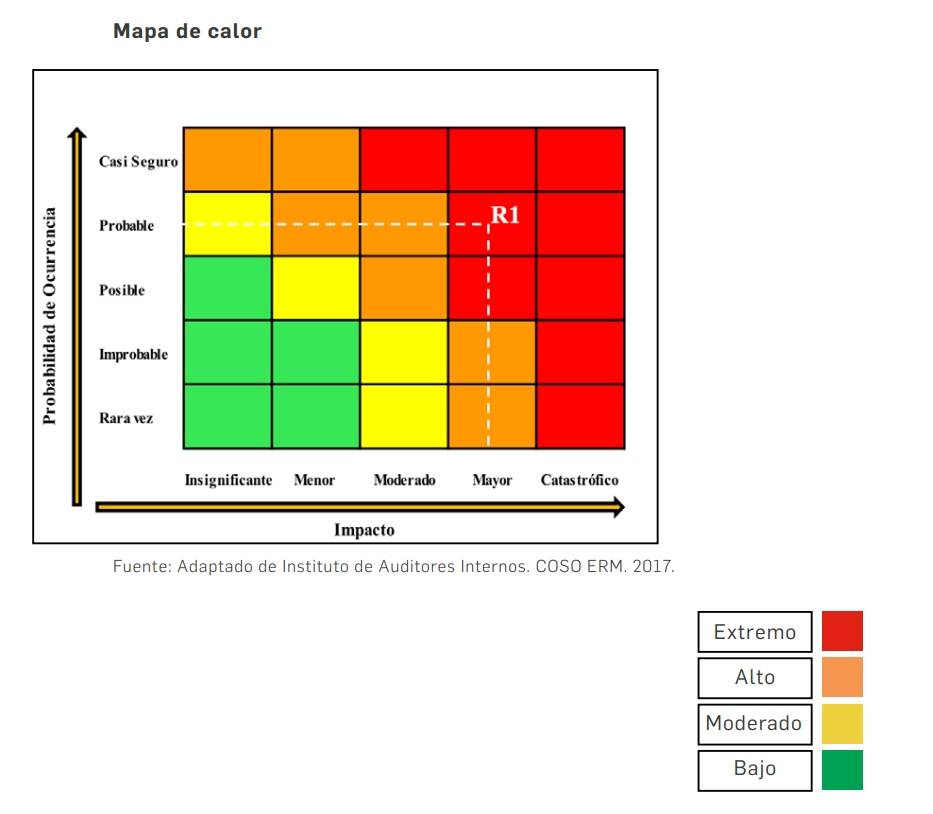 Mapa de calor
Probabilidad de Ocurrencia
Casi Seguro
Probable
R1
Posible
Improbable
Rara vez
Insignificante Menor Moderado Mayor Catastrófico
Impacto
Fuente: Adaptado de Instituto de Auditores Internos. COSO ERM. 2017.
Extremo
Alto
Moderado
Bajo